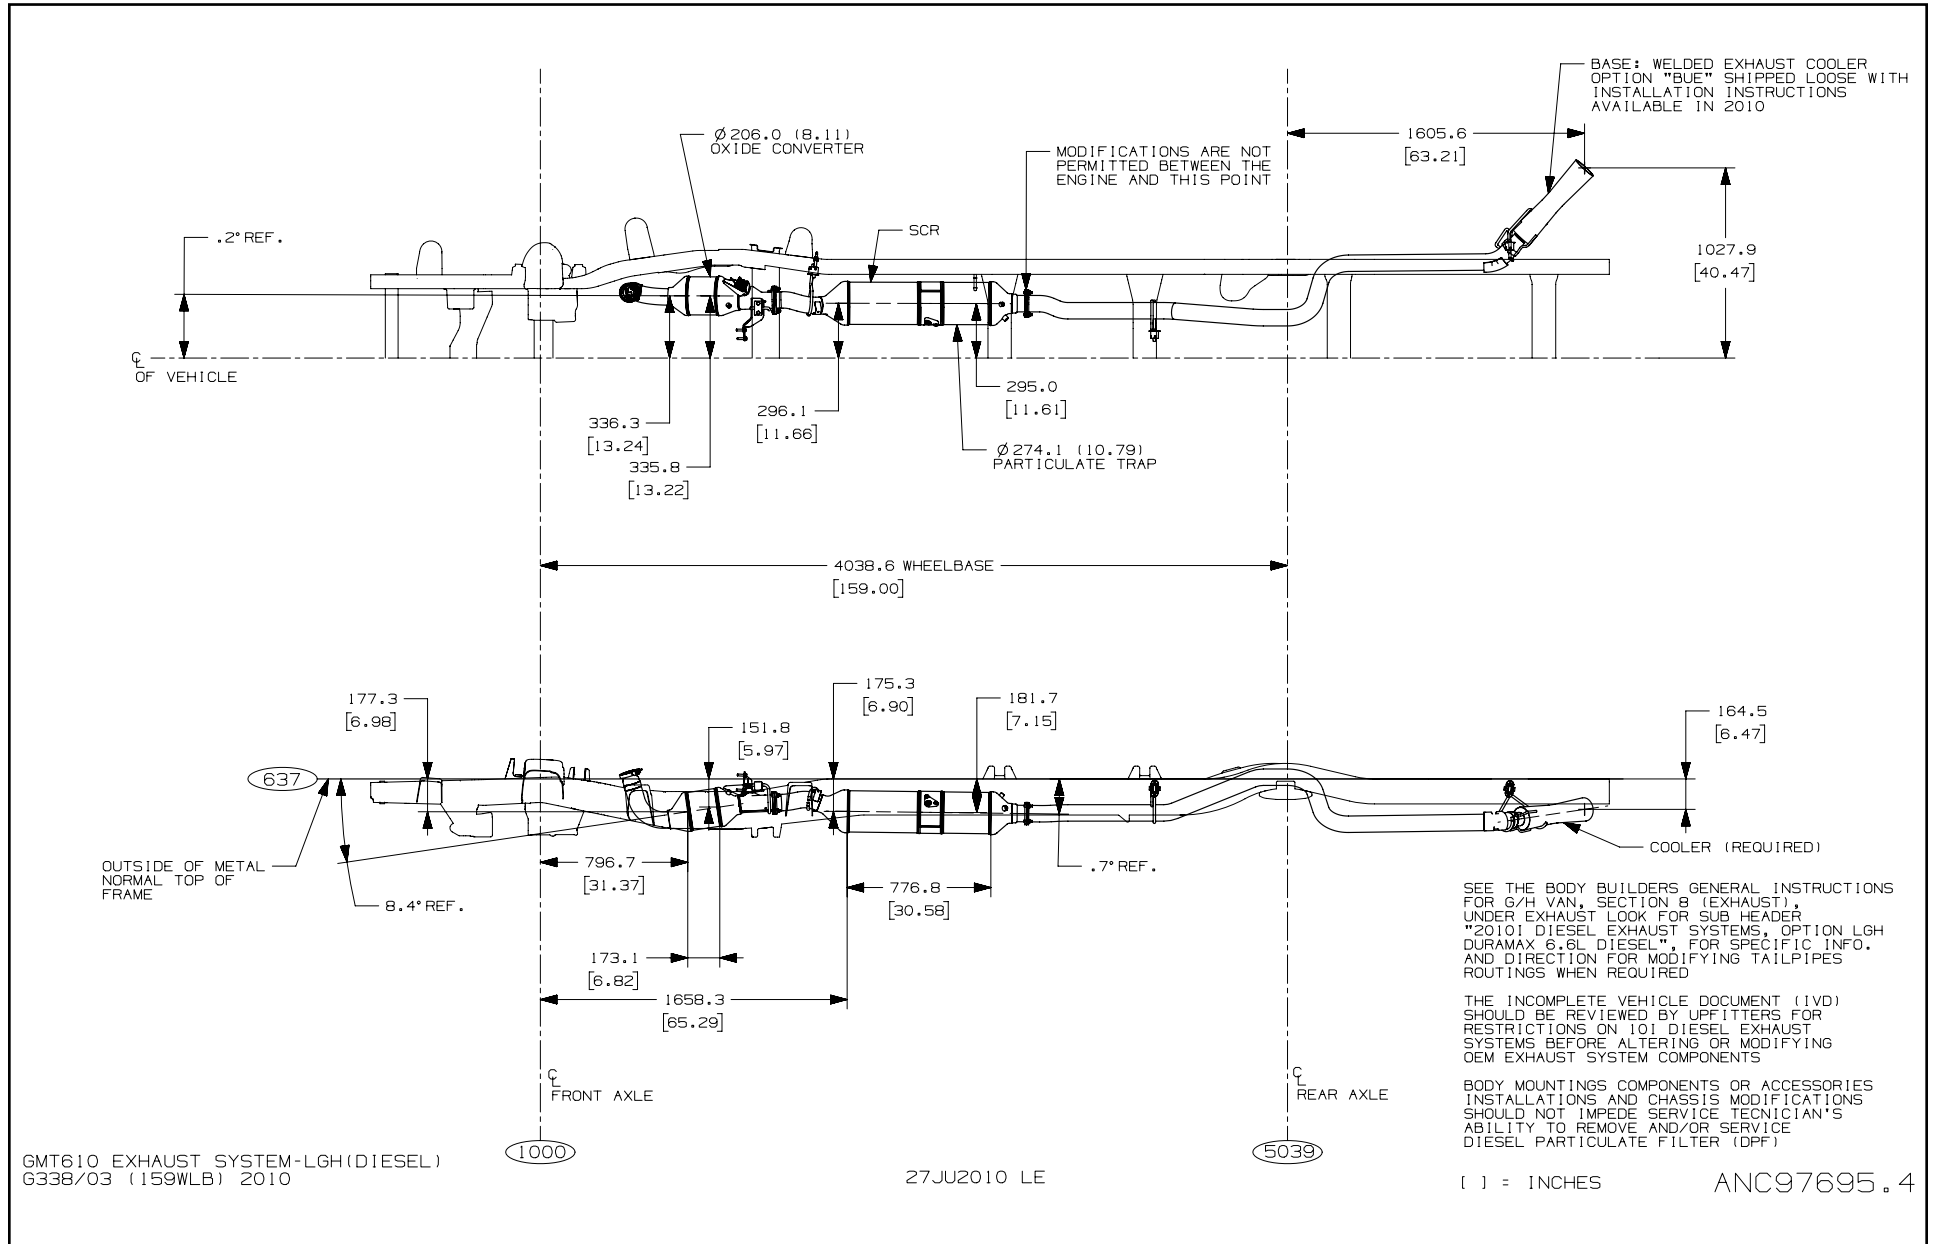 BASE: WELDED EXHAUST COOLER
OPTION "BUE" SHIPPED LOOSE WITH
INSTALLATION INSTRUCTIONS
AVAILABLE IN 2010
1605.6
[63.21]
Ø206.0 (8.11)
OXIDE CONVERTER
MODIFICATIONS ARE NOT
PERMITTED BETWEEN THE
ENGINE AND THIS POINT
.2° REF.
SCR
1027.9
[40.47]
℄
OF VEHICLE
336.3
[13.24]
335.8
[13.22]
296.1
[11.66]
295.0
[11.61]
Ø274.1 (10.79)
PARTICULATE TRAP
4038.6 WHEELBASE
[159.00]
177.3
[6.98]
151.8
[5.97]
175.3
[6.90]
181.7
[7.15]
164.5
[6.47]
637
OUTSIDE OF METAL
NORMAL TOP OF
FRAME
8.4° REF.
796.7
[31.37]
776.8
[30.58]
.7° REF.
COOLER (REQUIRED)
173.1
[6.82]
1658.3
[65.29]
SEE THE BODY BUILDERS GENERAL INSTRUCTIONS
FOR G/H VAN, SECTION 8 (EXHAUST),
UNDER EXHAUST LOOK FOR SUB HEADER
"2010I DIESEL EXHAUST SYSTEMS, OPTION LGH
DURAMAX 6.6L DIESEL", FOR SPECIFIC INFO.
AND DIRECTION FOR MODIFYING TAILPIPES
ROUTINGS WHEN REQUIRED
THE INCOMPLETE VEHICLE DOCUMENT (IVD)
SHOULD BE REVIEWED BY UPFITTERS FOR
RESTRICTIONS ON 10I DIESEL EXHAUST
SYSTEMS BEFORE ALTERING OR MODIFYING
OEM EXHAUST SYSTEM COMPONENTS
BODY MOUNTINGS COMPONENTS OR ACCESSORIES
INSTALLATIONS AND CHASSIS MODIFICATIONS
SHOULD NOT IMPEDE SERVICE TECNICIAN'S
ABILITY TO REMOVE AND/OR SERVICE
DIESEL PARTICULATE FILTER (DPF)
℄
FRONT AXLE
℄
REAR AXLE
1000
5039
GMT610 EXHAUST SYSTEM-LGH(DIESEL)
G338/03 (159WLB) 2010
27JU2010 LE
[ ] = INCHES
ANC97695.4